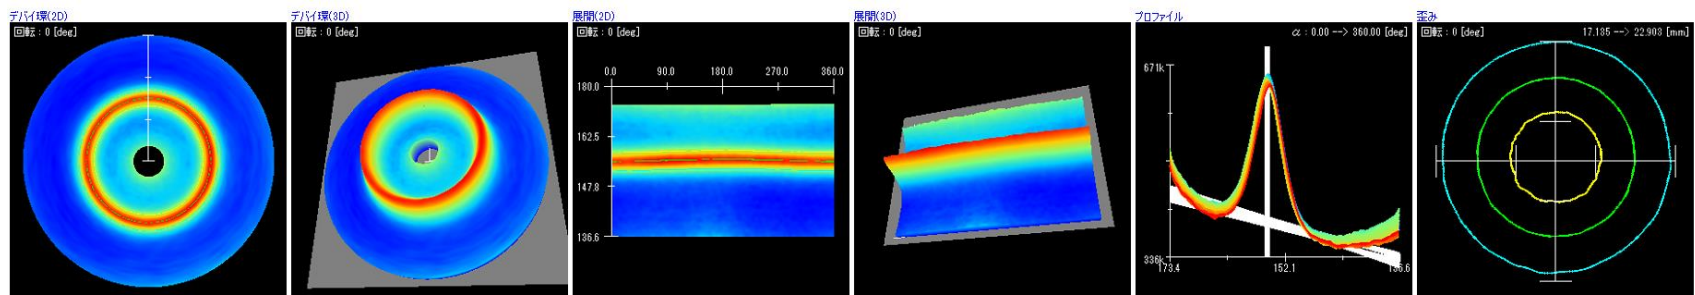 デバイ環(2D)
回転：0 [deg]
デバイ環(3D)
回転：0 [deg]
展開(2D)
回転：0 [deg]
0.0 90.0 180.0 270.0 360.0
180.0
162.5
147.8
136.6
展開(3D)
回転：0 [deg]
プロファイル
α：0.00 --> 360.00 [deg]
671k
336k
173.4 152.1 136.6
歪み
回転：0 [deg] 17.135 --> 22.903 [mm]